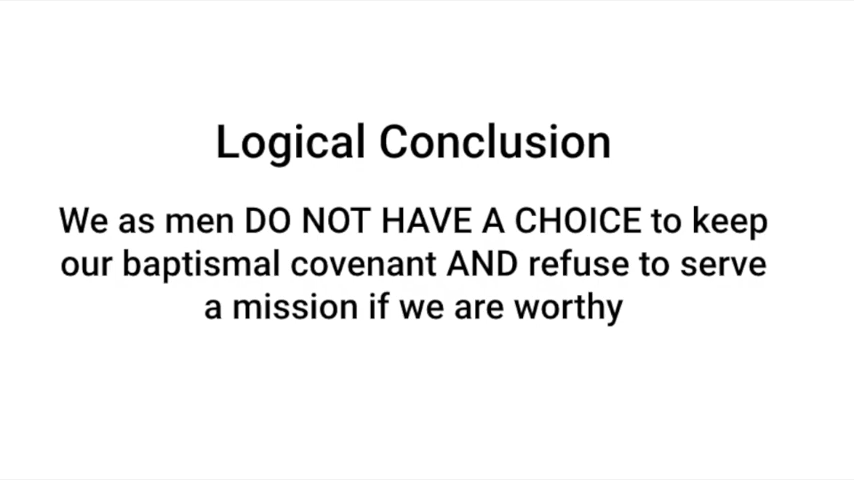 Logical Conclusion
We as men DO NOT HAVE A CHOICE to keep
our baptismal covenant AND refuse to serve
a mission if we are worthy